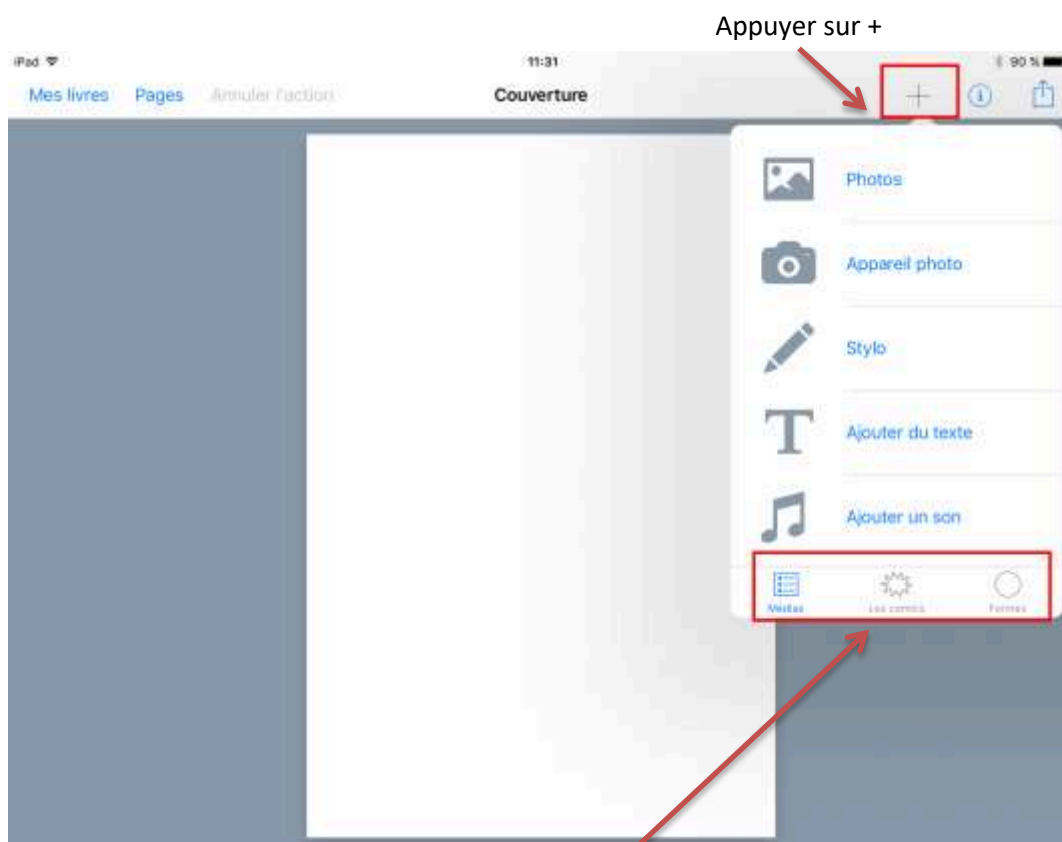 Appuyer sur +
iPad
11:31
90 %
Mes livres Pages Annuler l'action
Couverture
Photos
Appareil photo
Stylo
Ajouter du texte
Ajouter un son
Médias Les comics Formes